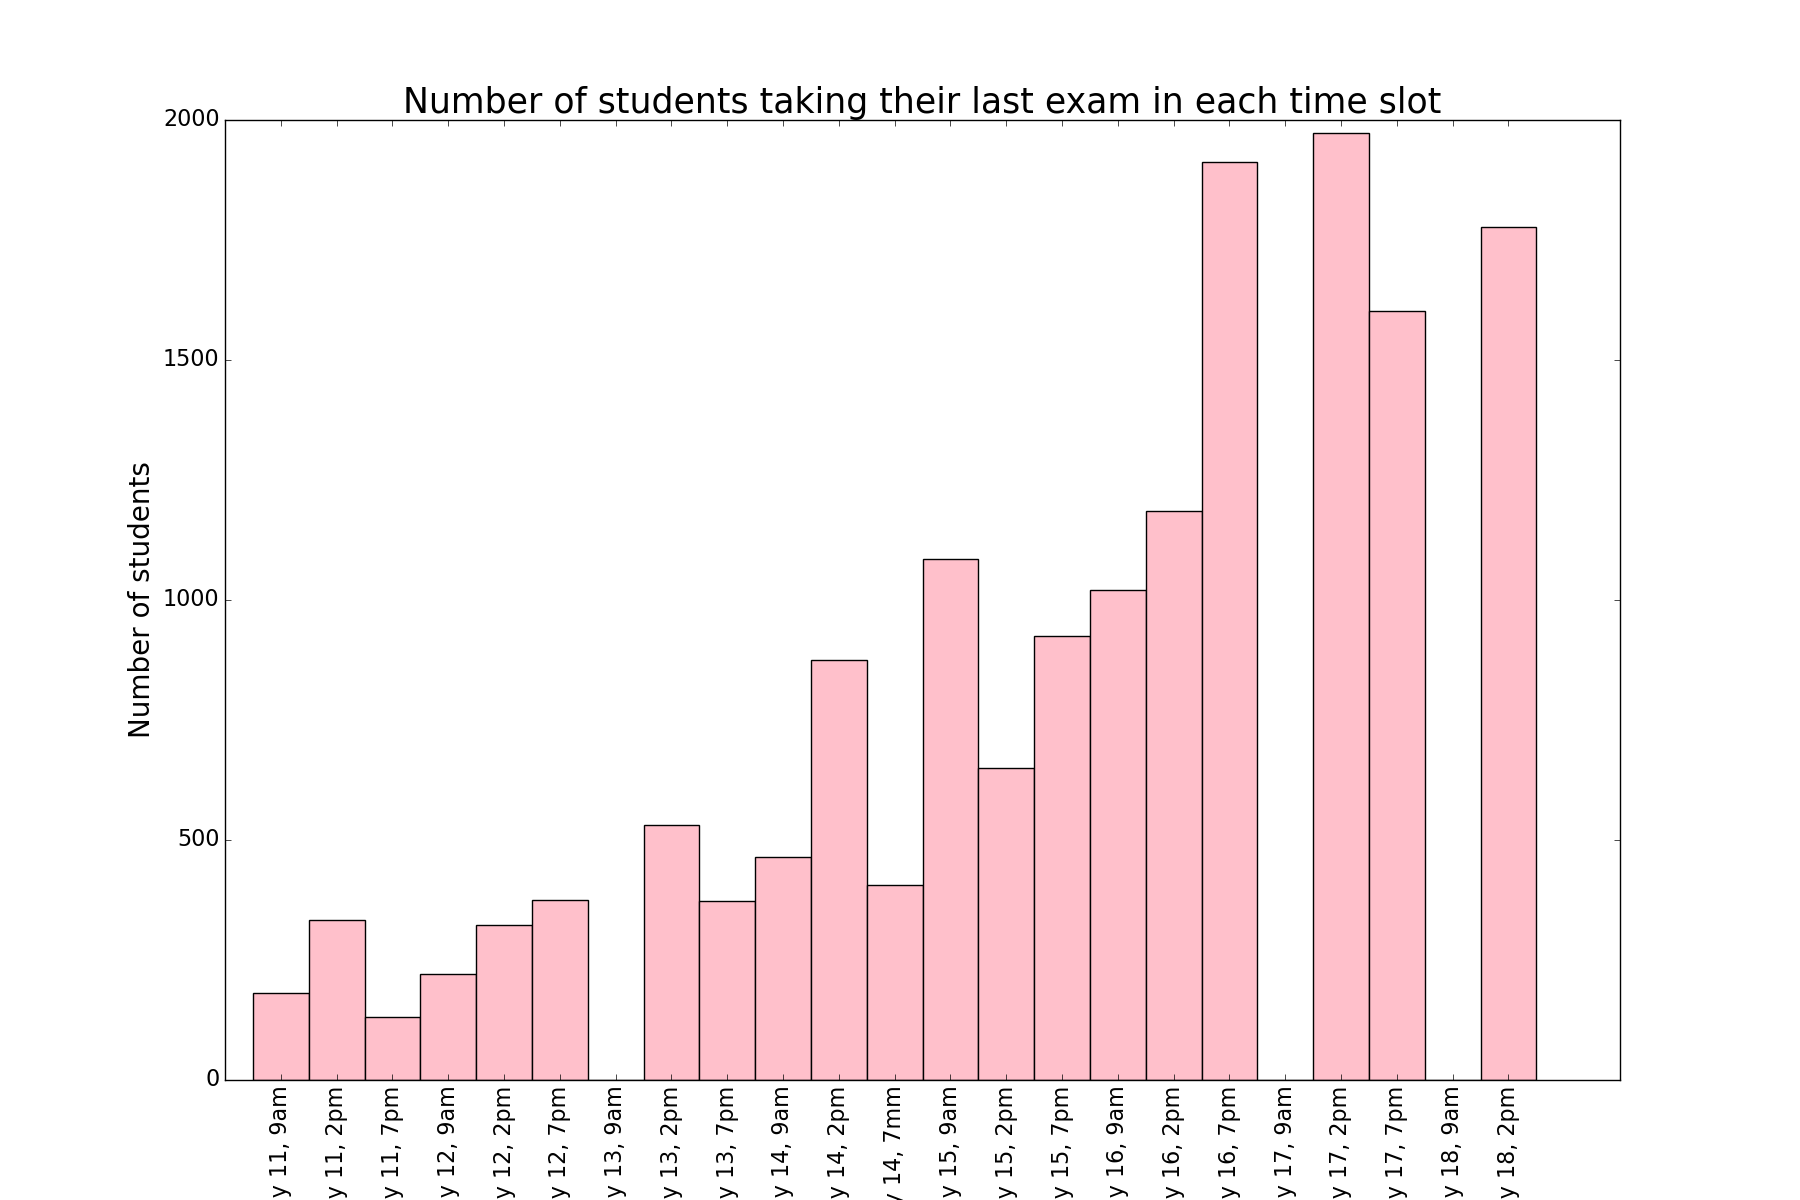 Number of students taking their last exam in each time slot
2000
1500
1000
500
0
Number of students
y 11, 9am
y 11, 2pm
y 11, 7pm
y 12, 9am
y 12, 2pm
y 12, 7pm
y 13, 9am
y 13, 2pm
y 13, 7pm
y 14, 9am
y 14, 2pm
y 14, 7mm
y 15, 9am
y 15, 2pm
y 15, 7pm
y 16, 9am
y 16, 2pm
y 16, 7pm
y 17, 9am
y 17, 2pm
y 17, 7pm
y 18, 9am
y 18, 2pm